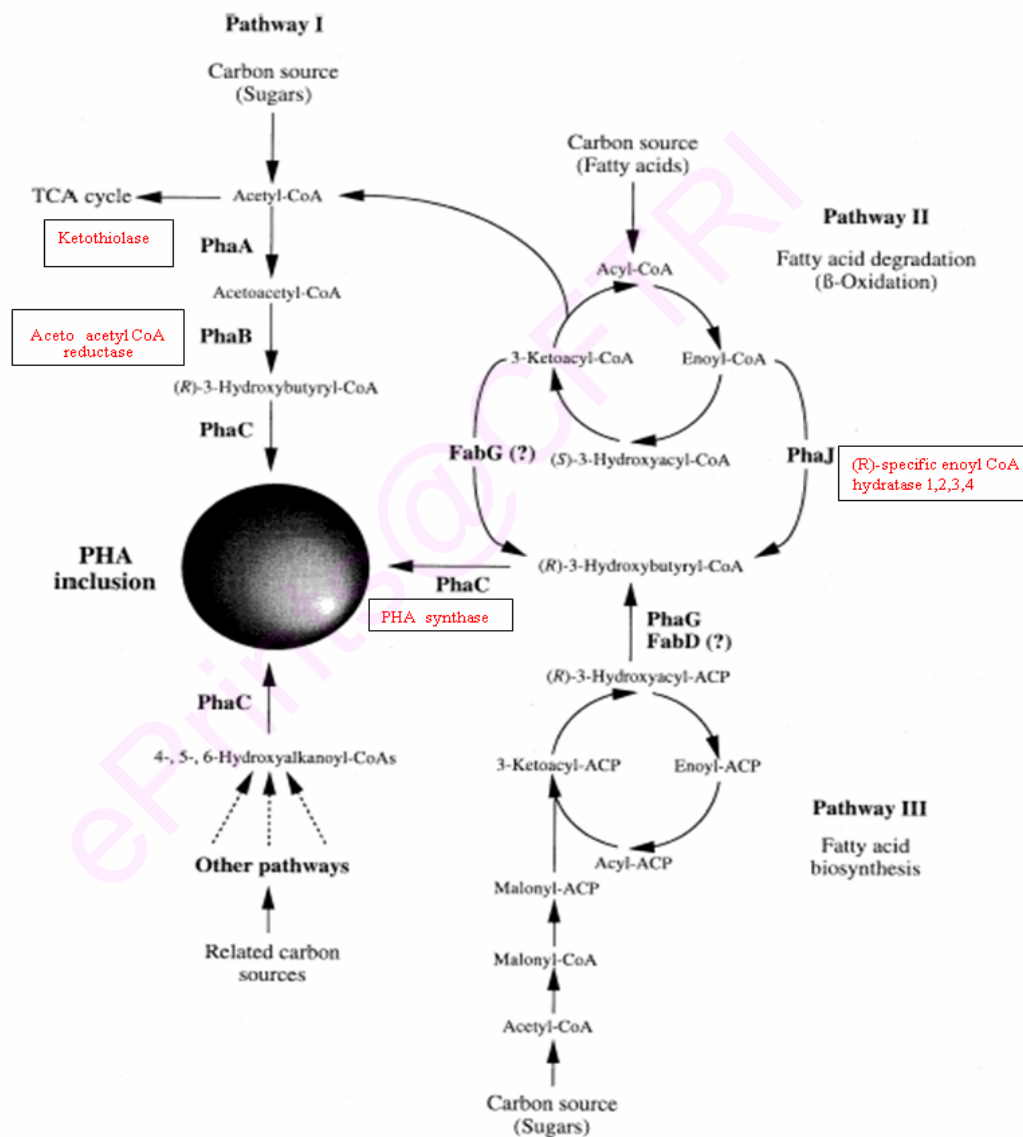 Pathway I
Carbon source
(Sugars)
TCA cycle
Acetyl-CoA
Ketothiolase
PhaA
Acetoacetyl-CoA
Aceto acetyl CoA
reductase
PhaB
(R)-3-Hydroxybutyryl-CoA
PhaC
PHA
inclusion
Carbon source
(Fatty acids)
Pathway II
Fatty acid degradation
(ß-Oxidation)
Acyl-CoA
3-Ketoacyl-CoA
Enoyl-CoA
(S)-3-Hydroxyacyl-CoA
FabG (?)
PhaJ
(R)-specific enoyl CoA
hydratase 1,2,3,4
(R)-3-Hydroxybutyryl-CoA
PhaC
PHA synthase
PhaG
FabD (?)
(R)-3-Hydroxyacyl-ACP
3-Ketoacyl-ACP
Enoyl-ACP
Acyl-ACP
Pathway III
Fatty acid
biosynthesis
Malonyl-ACP
Malonyl-CoA
Acetyl-CoA
Carbon source
(Sugars)
PhaC
4-, 5-, 6-Hydroxyalkanoyl-CoAs
Other pathways
Related carbon
sources
ePrints@CFTRI